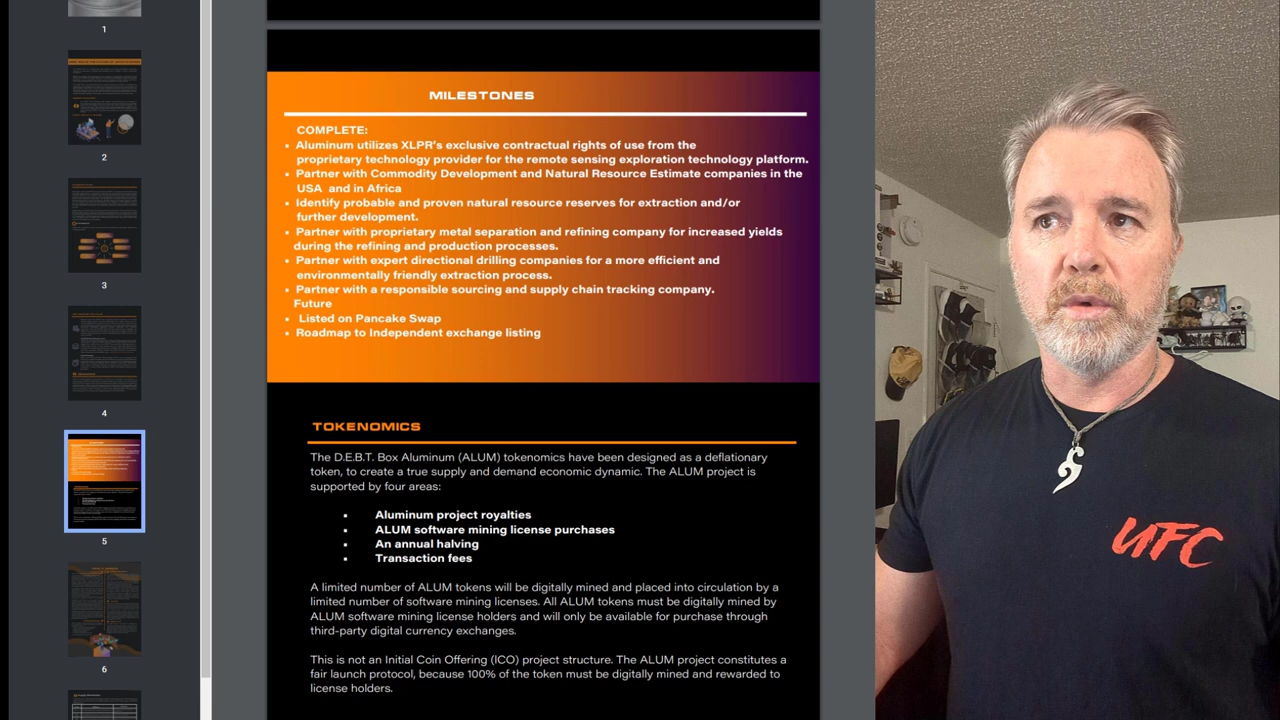 1
2
3
4
5
6
MILESTONES
COMPLETE:
▪ Aluminum utilizes XLPR's exclusive contractual rights of use from the
proprietary technology provider for the remote sensing exploration technology platform.
▪ Partner with Commodity Development and Natural Resource Estimate companies in the
USA and in Africa
▪ Identify probable and proven natural resource reserves for extraction and/or
further development.
▪ Partner with proprietary metal separation and refining company for increased yields
during the refining and production processes.
▪ Partner with expert directional drilling companies for a more efficient and
environmentally friendly extraction process.
▪ Partner with a responsible sourcing and supply chain tracking company.
Future
▪ Listed on Pancake Swap
▪ Roadmap to Independent exchange listing
TOKENOMICS
The D.E.B.T. Box Aluminum (ALUM) tokenomics have been designed as a deflationary
token, to create a true supply and demand economic dynamic. The ALUM project is
supported by four areas:
▪ Aluminum project royalties
▪ ALUM software mining license purchases
▪ An annual halving
▪ Transaction fees
A limited number of ALUM tokens will be digitally mined and placed into circulation by a
limited number of software mining licenses. All ALUM tokens must be digitally mined by
ALUM software mining license holders and will only be available for purchase through
third-party digital currency exchanges.
This is not an Initial Coin Offering (ICO) project structure. The ALUM project constitutes a
fair launch protocol, because 100% of the token must be digitally mined and rewarded to
license holders.
UFC